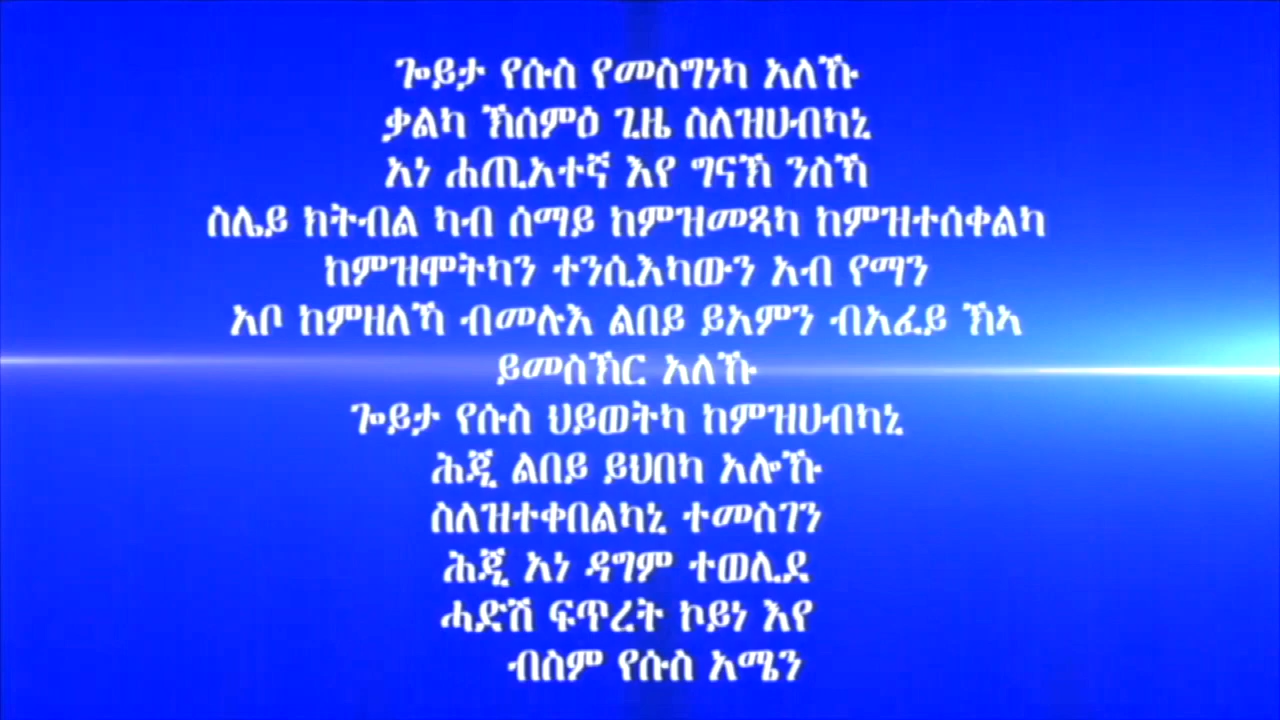 ጐይታ የሱስ የመስግነካ አለኹ
ቃልካ ኽሰምዕ ጊዜ ስለዝሀብካኒ
አነ ሐጢአተኛ እየ ግናኽ ንስኻ
ስሌይ ክትብል ካብ ሰማይ ከምዝመጻካ ከምዝተሰቀልካ
ከምዝሞትካን ተንሲእካውን አብ የማን
አቦ ከምዘለኻ ብመሉእ ልበይ ይአምን ብአፈይ ኽኣ
ይመስኽር አለኹ
ጐይታ የሱስ ህይወትካ ከምዝሀብካኒ
ሕጂ ልበይ ይህበካ አሎኹ
ስለዝተቀበልካኒ ተመስገን
ሕጂ አነ ዳግም ተወሊደ
ሓድሽ ፍጥረት ኮይነ እየ
ብስም የሱስ አሜን